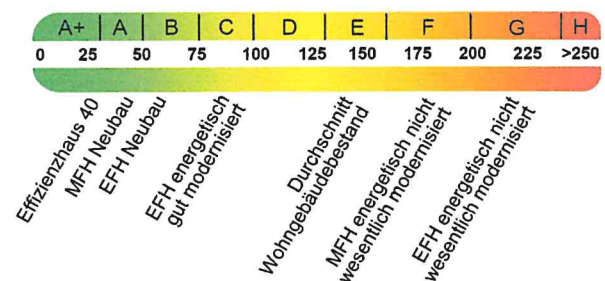 A+ A B C D E F G H
0 25 50 75 100 125 150 175 200 225 >250
Effizienzhaus 40
MFH Neubau
EFH Neubau
EFH energetisch
gut modernisiert
Durchschnitt
Wohngebäudebestand
MFH energetisch nicht
wesentlich modernisiert
EFH energetisch nicht
wesentlich modernisiert